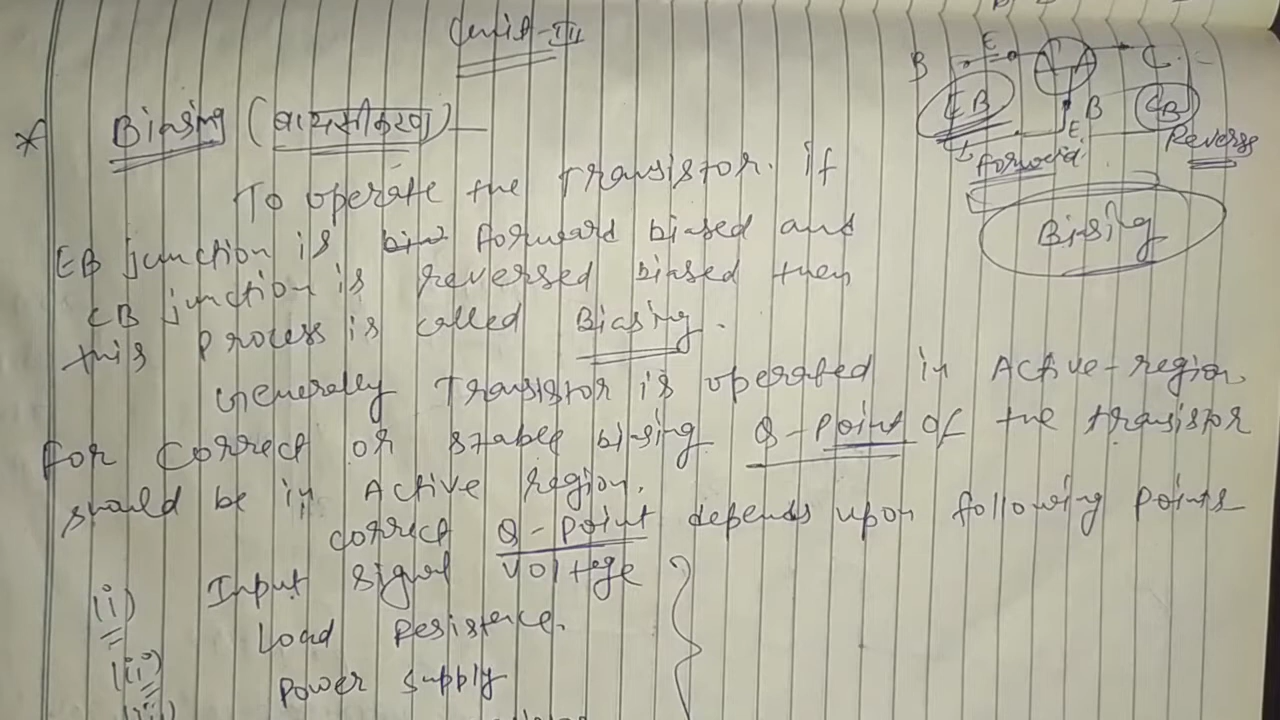 Unit-III
* Biasing (बायसीकरण) —
To operate the Transistor. if
EB junction is forward biased and
CB junction is reversed biased then
this process is called Biasing.
Generally Transistor is operated in Active-region
for correct or stable biasing Q-Point of the transistor
should be in Active region.
correct Q-Point depends upon following points
(i) Input signal voltage
(ii) Load Resistence.
(iii) Power supply
B E C
EB B CB
E
forward Reverse
Biasing